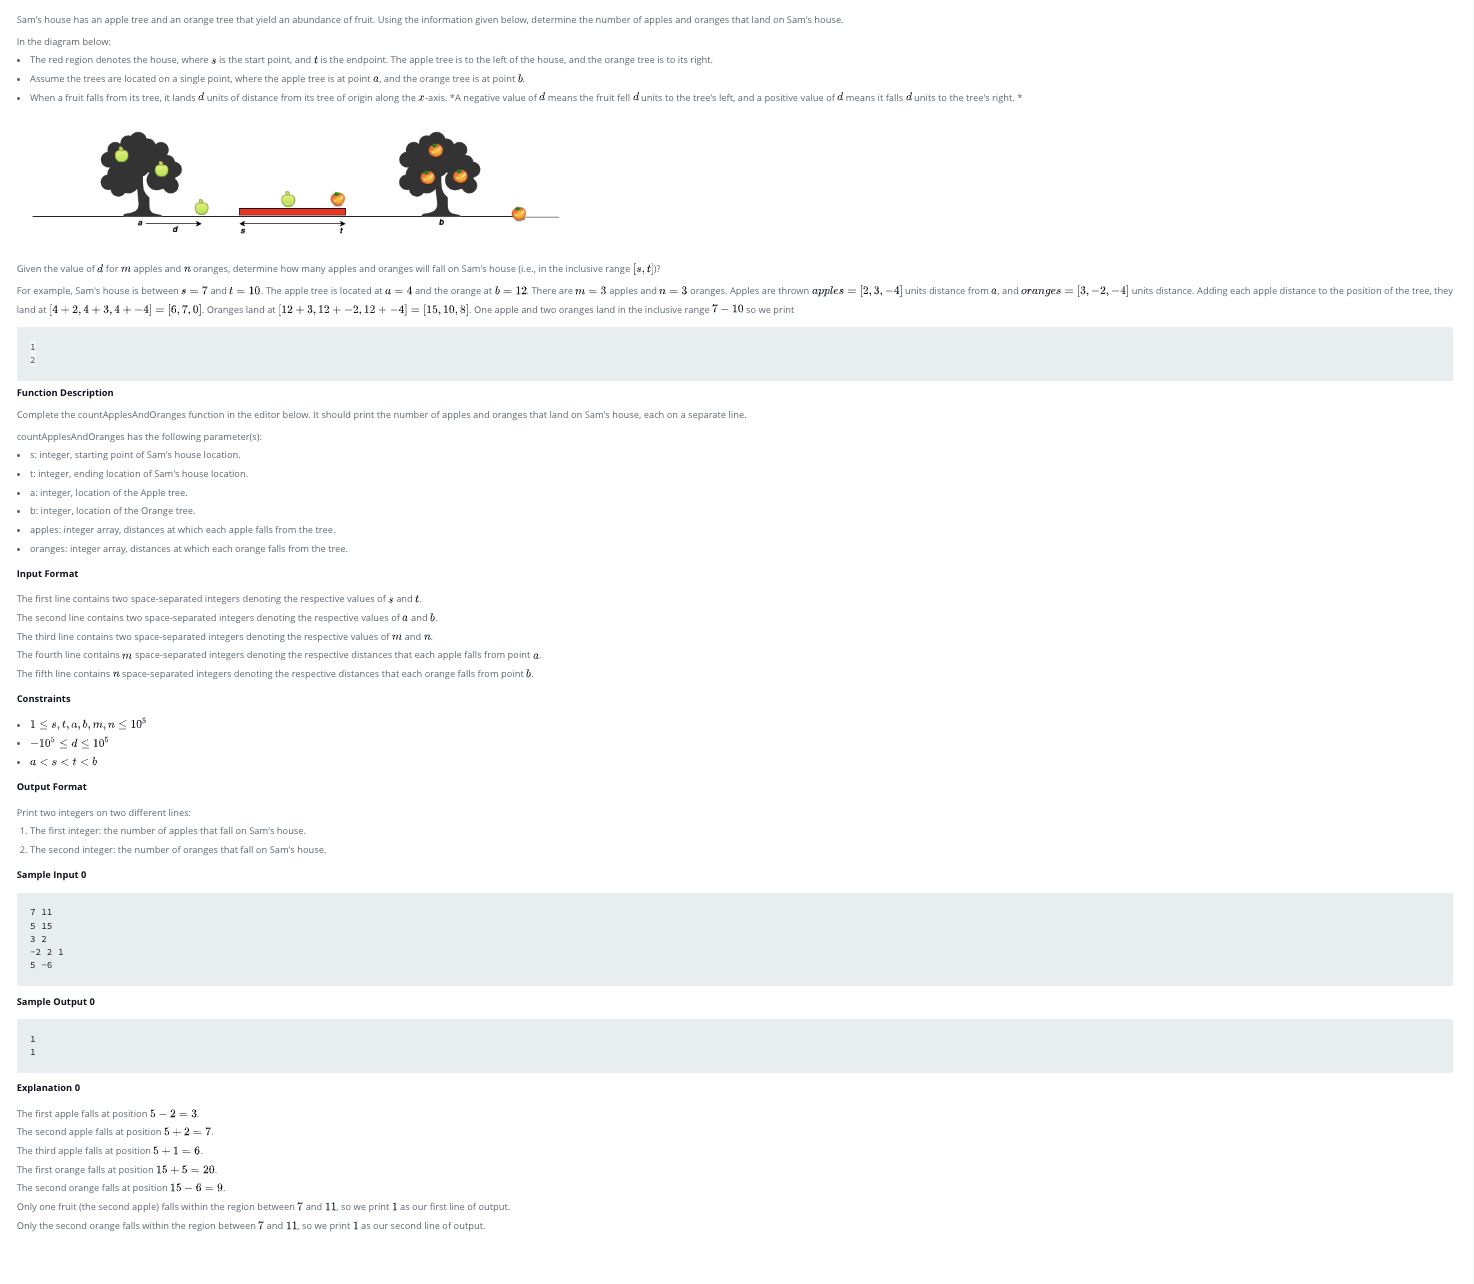 Sam's house has an apple tree and an orange tree that yield an abundance of fruit. Using the information given below, determine the number of apples and oranges that land on Sam's house.
In the diagram below:
• The red region denotes the house, where s is the start point, and t is the endpoint. The apple tree is to the left of the house, and the orange tree is to its right.
• Assume the trees are located on a single point, where the apple tree is at point a, and the orange tree is at point b.
• When a fruit falls from its tree, it lands d units of distance from its tree of origin along the x-axis. *A negative value of d means the fruit fell d units to the tree's left, and a positive value of d means it falls d units to the tree's right. *
a
d
s
t
b
Given the value of d for m apples and n oranges, determine how many apples and oranges will fall on Sam's house (i.e., in the inclusive range [s, t])?
For example, Sam's house is between s = 7 and t = 10. The apple tree is located at a = 4 and the orange at b = 12. There are m = 3 apples and n = 3 oranges. Apples are thrown apples = [2, 3, −4] units distance from a, and oranges = [3, −2, −4] units distance. Adding each apple distance to the position of the tree, they
land at [4 + 2, 4 + 3, 4 + −4] = [6, 7, 0]. Oranges land at [12 + 3, 12 + −2, 12 + −4] = [15, 10, 8]. One apple and two oranges land in the inclusive range 7 − 10 so we print
1
2
Function Description
Complete the countApplesAndOranges function in the editor below. It should print the number of apples and oranges that land on Sam's house, each on a separate line.
countApplesAndOranges has the following parameter(s):
• s: integer, starting point of Sam's house location.
• t: integer, ending location of Sam's house location.
• a: integer, location of the Apple tree.
• b: integer, location of the Orange tree.
• apples: integer array, distances at which each apple falls from the tree.
• oranges: integer array, distances at which each orange falls from the tree.
Input Format
The first line contains two space-separated integers denoting the respective values of s and t.
The second line contains two space-separated integers denoting the respective values of a and b.
The third line contains two space-separated integers denoting the respective values of m and n.
The fourth line contains m space-separated integers denoting the respective distances that each apple falls from point a.
The fifth line contains n space-separated integers denoting the respective distances that each orange falls from point b.
Constraints
• 1 ≤ s, t, a, b, m, n ≤ 10⁵
• −10⁵ ≤ d ≤ 10⁵
• a < s < t < b
Output Format
Print two integers on two different lines:
1. The first integer: the number of apples that fall on Sam's house.
2. The second integer: the number of oranges that fall on Sam's house.
Sample Input 0
7 11
5 15
3 2
-2 2 1
5 -6
Sample Output 0
1
1
Explanation 0
The first apple falls at position 5 − 2 = 3.
The second apple falls at position 5 + 2 = 7.
The third apple falls at position 5 + 1 = 6.
The first orange falls at position 15 + 5 = 20.
The second orange falls at position 15 − 6 = 9.
Only one fruit (the second apple) falls within the region between 7 and 11, so we print 1 as our first line of output.
Only the second orange falls within the region between 7 and 11, so we print 1 as our second line of output.